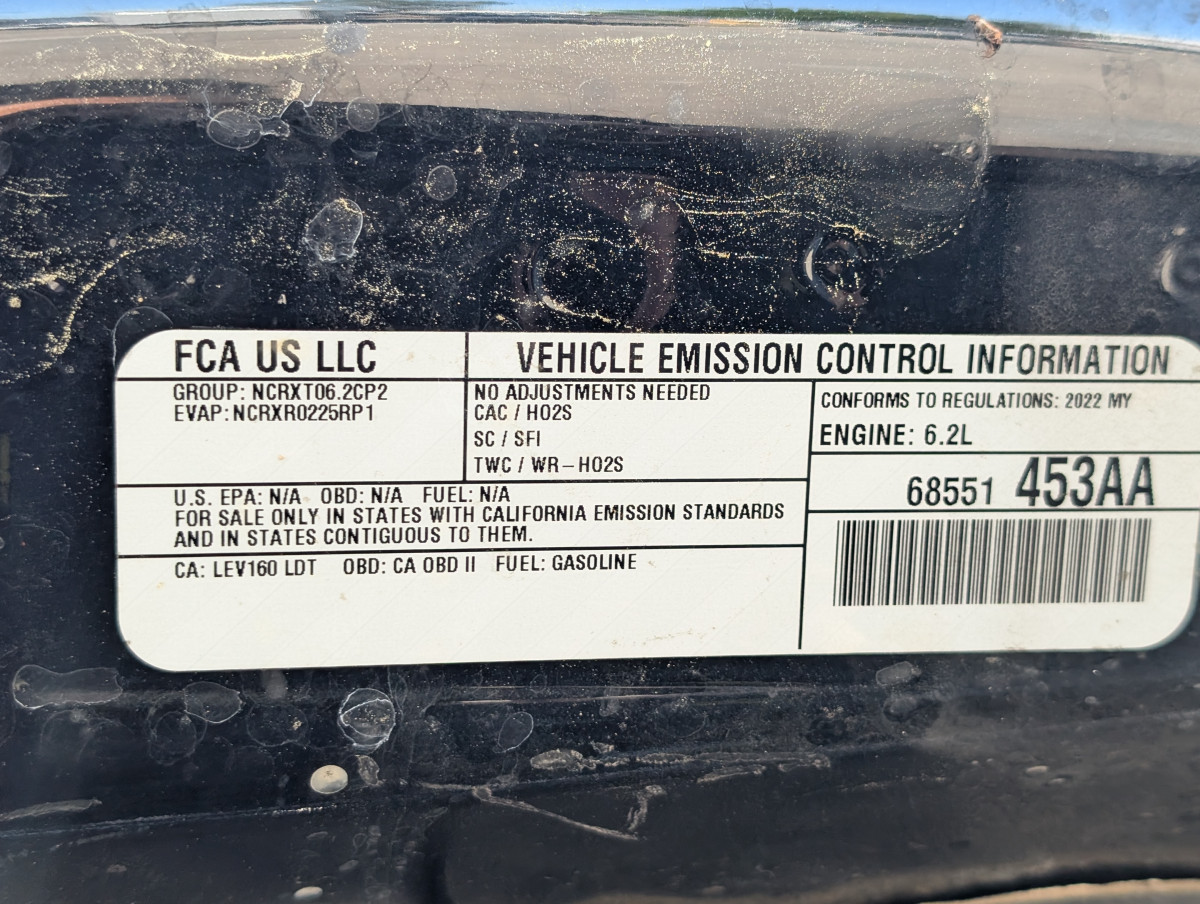 FCA US LLC
VEHICLE EMISSION CONTROL INFORMATION
GROUP: NCRXT06.2CP2
EVAP: NCRXR0225RP1
NO ADJUSTMENTS NEEDED
CAC / HO2S
SC / SFI
TWC / WR-HO2S
CONFORMS TO REGULATIONS: 2022 MY
ENGINE: 6.2L
68551 453AA
U.S. EPA: N/A OBD: N/A FUEL: N/A
FOR SALE ONLY IN STATES WITH CALIFORNIA EMISSION STANDARDS
AND IN STATES CONTIGUOUS TO THEM.
CA: LEV160 LDT OBD: CA OBD II FUEL: GASOLINE